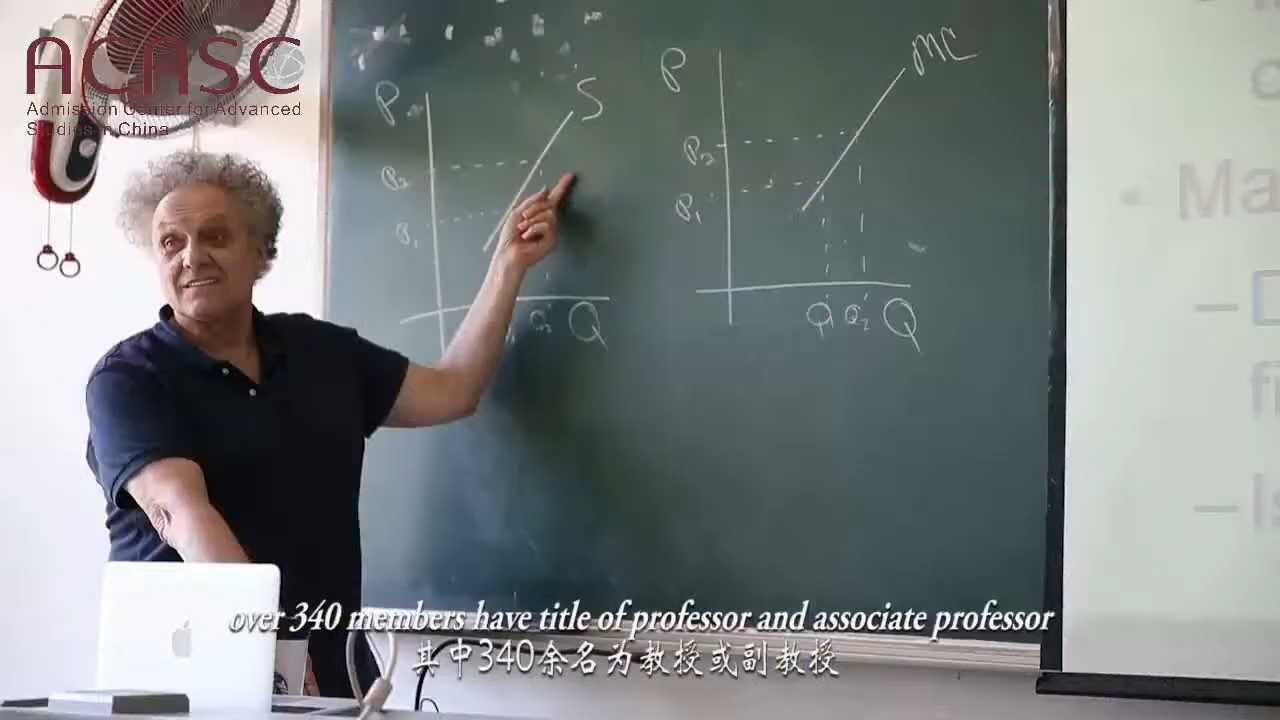 ACASC
Admission Center for Advanced
Studies in China
P
S
P₂
P₁
Q₂
Q
P
MC
P₂
P₁
Q₁
Q₂
Q
Ma
over 340 members have title of professor and associate professor
其中340余名为教授或副教授